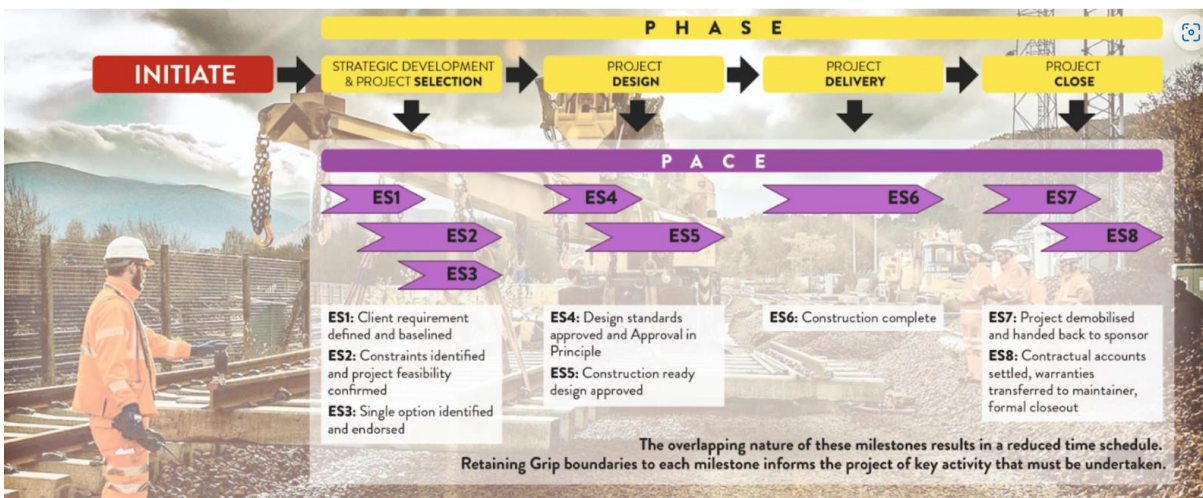 PHASE
INITIATE
STRATEGIC DEVELOPMENT
& PROJECT SELECTION
PROJECT
DESIGN
PROJECT
DELIVERY
PROJECT
CLOSE
PACE
ES1
ES4
ES6
ES7
ES2
ES5
ES8
ES3
ES1: Client requirement
defined and baselined
ES2: Constraints identified
and project feasibility
confirmed
ES3: Single option identified
and endorsed
ES4: Design standards
approved and Approval in
Principle
ES5: Construction ready
design approved
ES6: Construction complete
ES7: Project demobilised
and handed back to sponsor
ES8: Contractual accounts
settled, warranties
transferred to maintainer,
formal closeout
The overlapping nature of these milestones results in a reduced time schedule.
Retaining Grip boundaries to each milestone informs the project of key activity that must be undertaken.